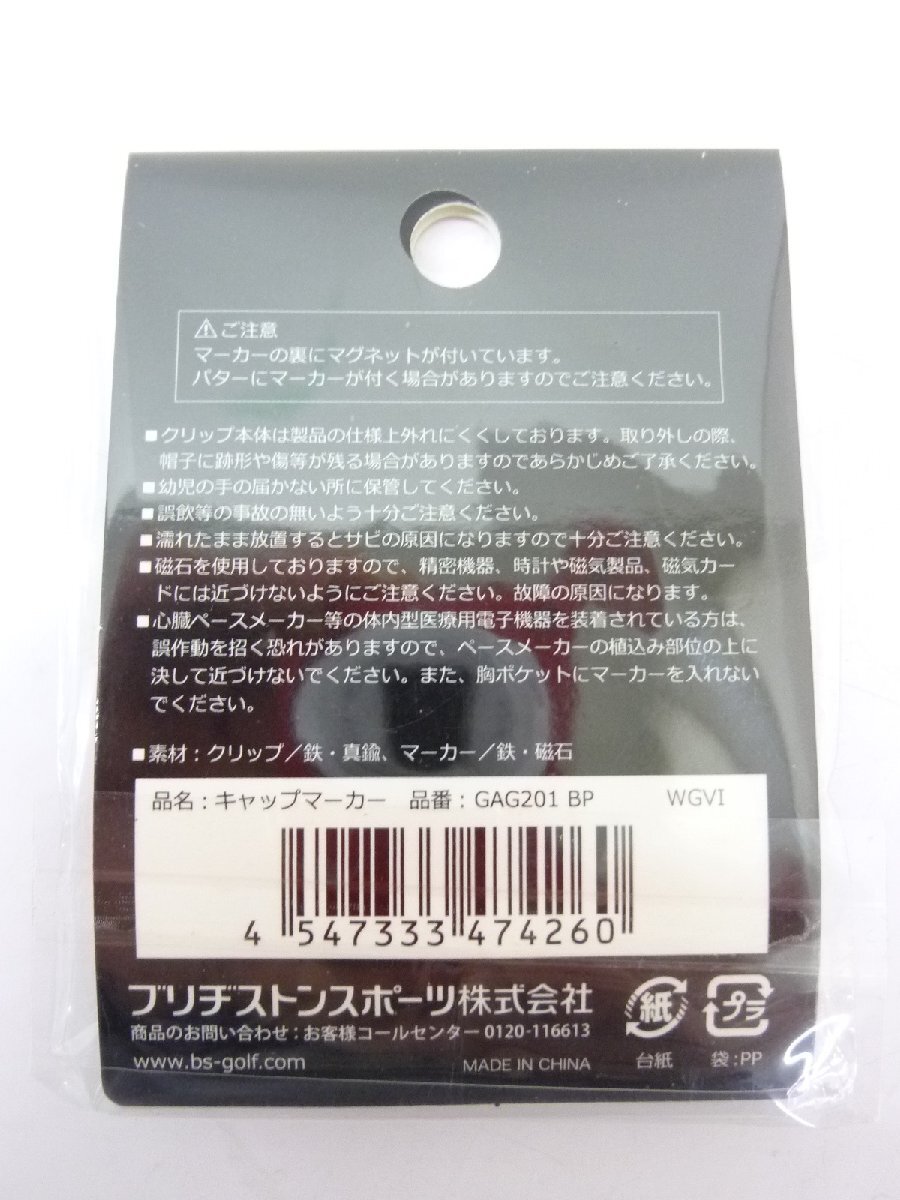 ⚠ご注意
マーカーの裏にマグネットが付いています。
パターにマーカーが付く場合がありますのでご注意ください。
■クリップ本体は製品の仕様上外れにくくしております。取り外しの際、
帽子に跡形や傷等が残る場合がありますのであらかじめご了承ください。
■幼児の手の届かない所に保管してください。
■誤飲等の事故の無いよう十分ご注意ください。
■濡れたまま放置するとサビの原因になりますので十分ご注意ください。
■磁石を使用しておりますので、精密機器、時計や磁気製品、磁気カー
ドには近づけないようにご注意ください。故障の原因になります。
■心臓ペースメーカー等の体内型医療用電子機器を装着されている方は、
誤作動を招く恐れがありますので、ペースメーカーの植込み部位の上に
決して近づけないでください。また、胸ポケットにマーカーを入れない
でください。
■素材：クリップ／鉄・真鍮、マーカー／鉄・磁石
品名：キャップマーカー 品番：GAG201 BP WGVI
4 547333 474260
ブリヂストンスポーツ株式会社
商品のお問い合わせ：お客様コールセンター 0120-116613
www.bs-golf.com MADE IN CHINA
紙 プラ
台紙 袋：PP